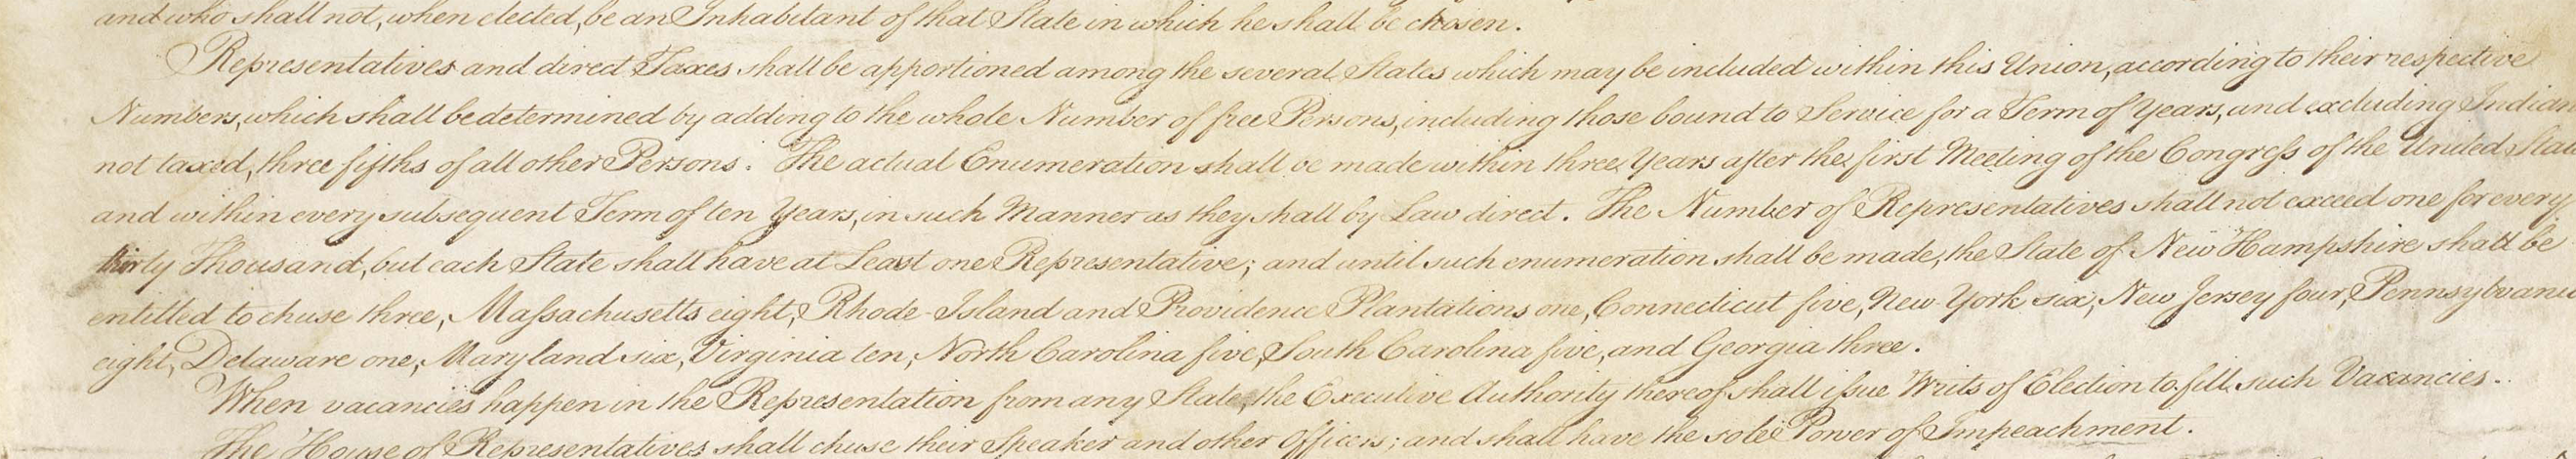 and who shall not, when elected, be an Inhabitant of that State in which he shall be chosen.
Representatives and direct Taxes shall be apportioned among the several States which may be included within this Union, according to their respective
Numbers, which shall be determined by adding to the whole Number of free Persons, including those bound to Service for a Term of Years, and excluding Indian
not taxed, three fifths of all other Persons. The actual Enumeration shall be made within three Years after the first Meeting of the Congress of the United Stat
and within every subsequent Term of ten Years, in such Manner as they shall by Law direct. The Number of Representatives shall not exceed one for every
thirty Thousand, but each State shall have at Least one Representative; and until such enumeration shall be made, the State of New Hampshire shall be
entitled to chuse three, Massachusetts eight, Rhode-Island and Providence Plantations one, Connecticut five, New-York six, New Jersey four, Pennsylvania
eight, Delaware one, Maryland six, Virginia ten, North Carolina five, South Carolina five, and Georgia three.
When vacancies happen in the Representation from any State, the Executive Authority thereof shall issue Writs of Election to fill such Vacancies.
The House of Representatives shall chuse their Speaker and other Officers; and shall have the sole Power of Impeachment.